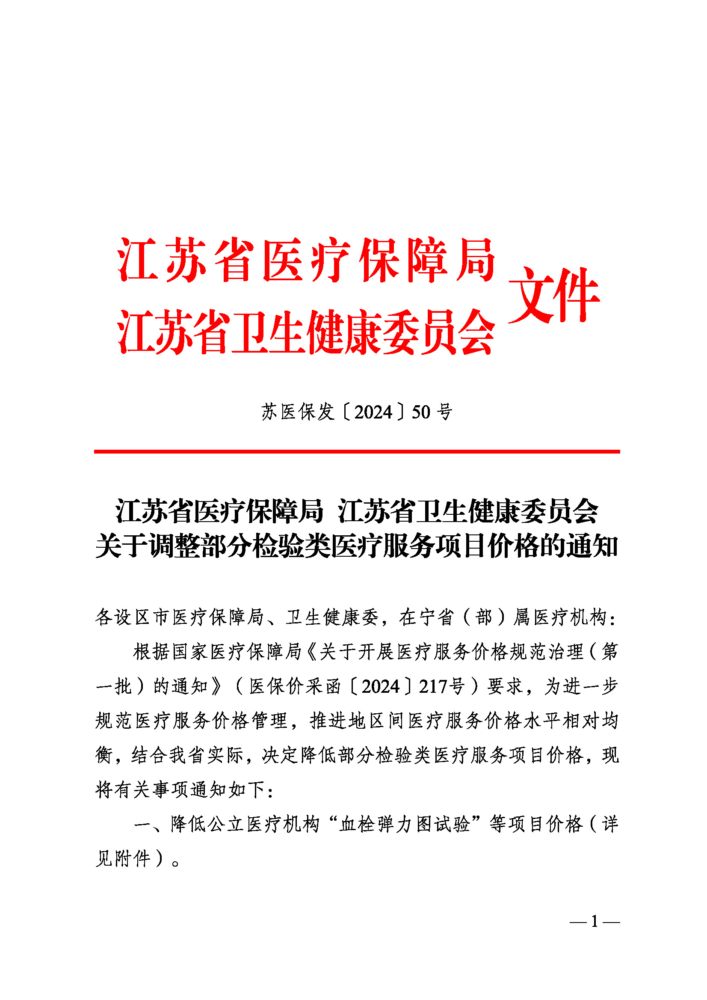 江苏省医疗保障局
文件
江苏省卫生健康委员会
苏医保发〔2024〕50 号
江苏省医疗保障局 江苏省卫生健康委员会
关于调整部分检验类医疗服务项目价格的通知
各设区市医疗保障局、卫生健康委，在宁省（部）属医疗机构：
根据国家医疗保障局《关于开展医疗服务价格规范治理（第
一批）的通知》（医保价采函〔2024〕217号）要求，为进一步
规范医疗服务价格管理，推进地区间医疗服务价格水平相对均
衡，结合我省实际，决定降低部分检验类医疗服务项目价格，现
将有关事项通知如下：
一、降低公立医疗机构“血栓弹力图试验”等项目价格（详
见附件）。
— 1 —